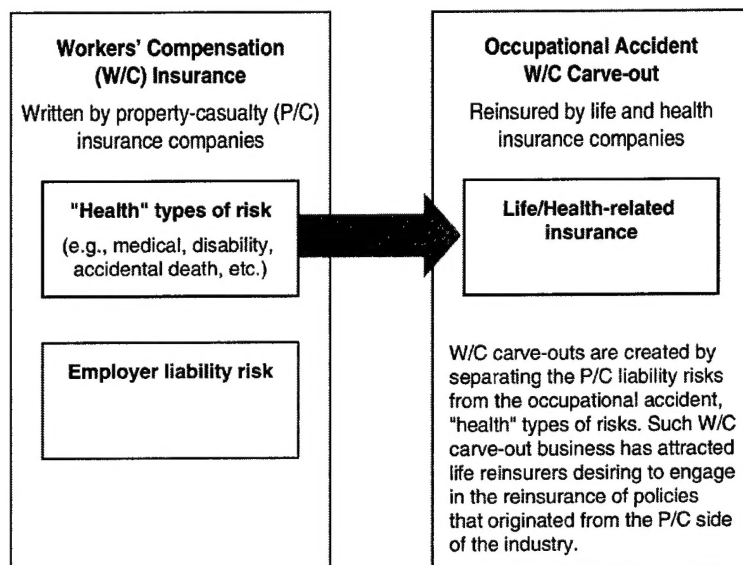 Workers' Compensation
(W/C) Insurance
Written by property-casualty (P/C)
insurance companies
"Health" types of risk
(e.g., medical, disability,
accidental death, etc.)
Employer liability risk
Occupational Accident
W/C Carve-out
Reinsured by life and health
insurance companies
Life/Health-related
insurance
W/C carve-outs are created by
separating the P/C liability risks
from the occupational accident,
"health" types of risks. Such W/C
carve-out business has attracted
life reinsurers desiring to engage
in the reinsurance of policies
that originated from the P/C side
of the industry.